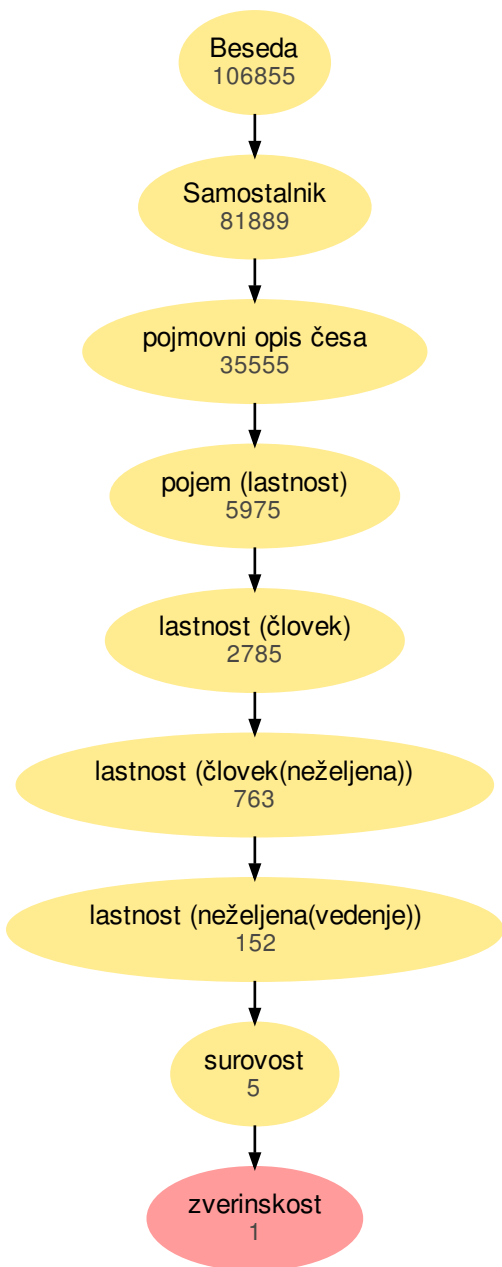 Beseda
106855
Samostalnik
81889
pojmovni opis česa
35555
pojem (lastnost)
5975
lastnost (človek)
2785
lastnost (človek(neželjena))
763
lastnost (neželjena(vedenje))
152
surovost
5
zverinskost
1